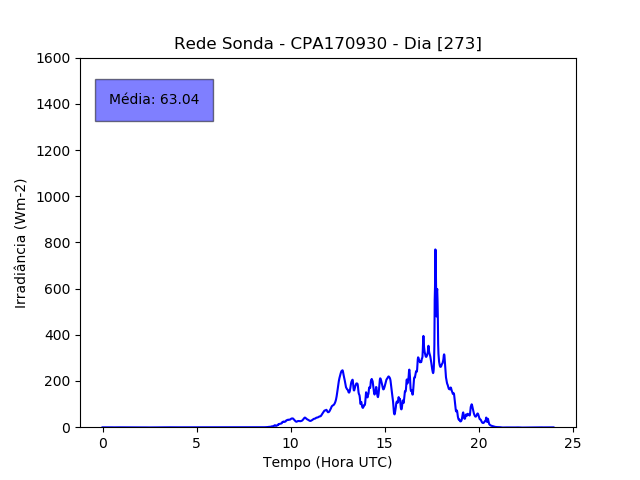 Rede Sonda - CPA170930 - Dia [273]
1600
Média: 63.04
1400
1200
1000
800
600
400
200
0
Irradiância (Wm-2)
0 5 10 15 20 25
Tempo (Hora UTC)